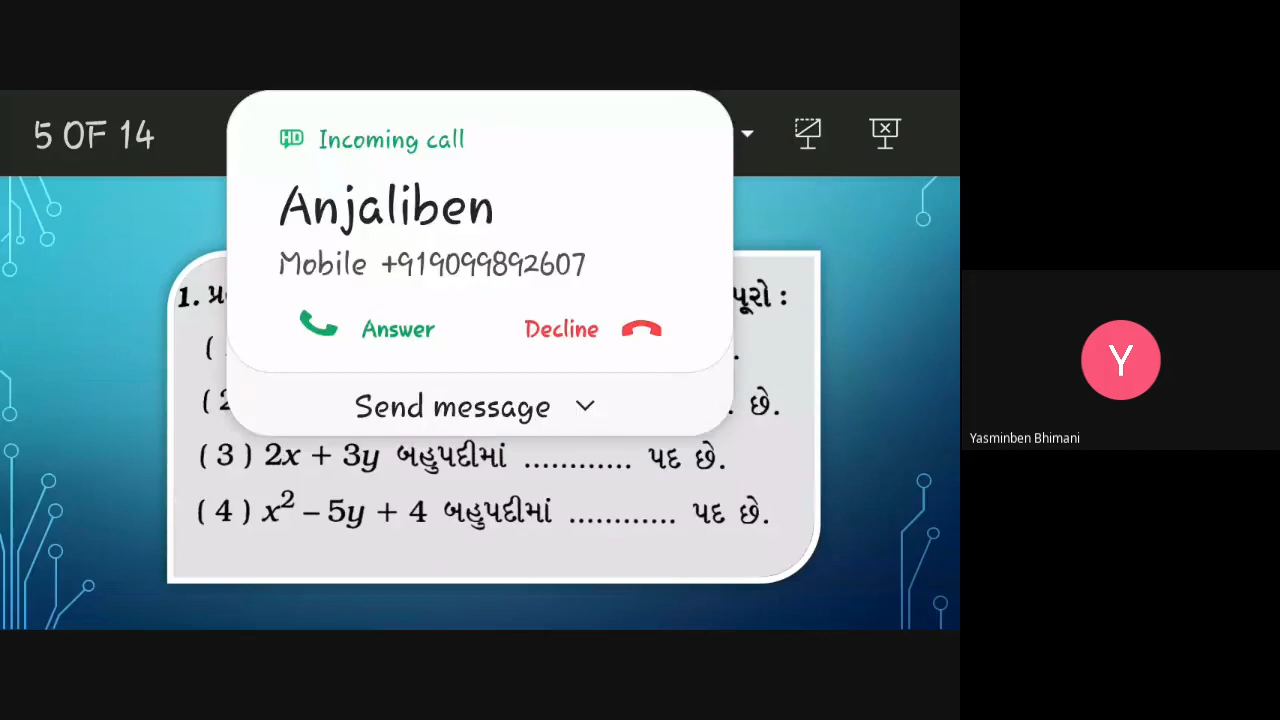 5 OF 14
HD Incoming call
Anjaliben
Mobile +919099892607
Answer Decline
Send message
1. પૂરો :
(
(2 . છે.
(3) 2x + 3y બહુપદીમાં ............ પદ છે.
(4) x² – 5y + 4 બહુપદીમાં ............ પદ છે.
Y
Yasminben Bhimani